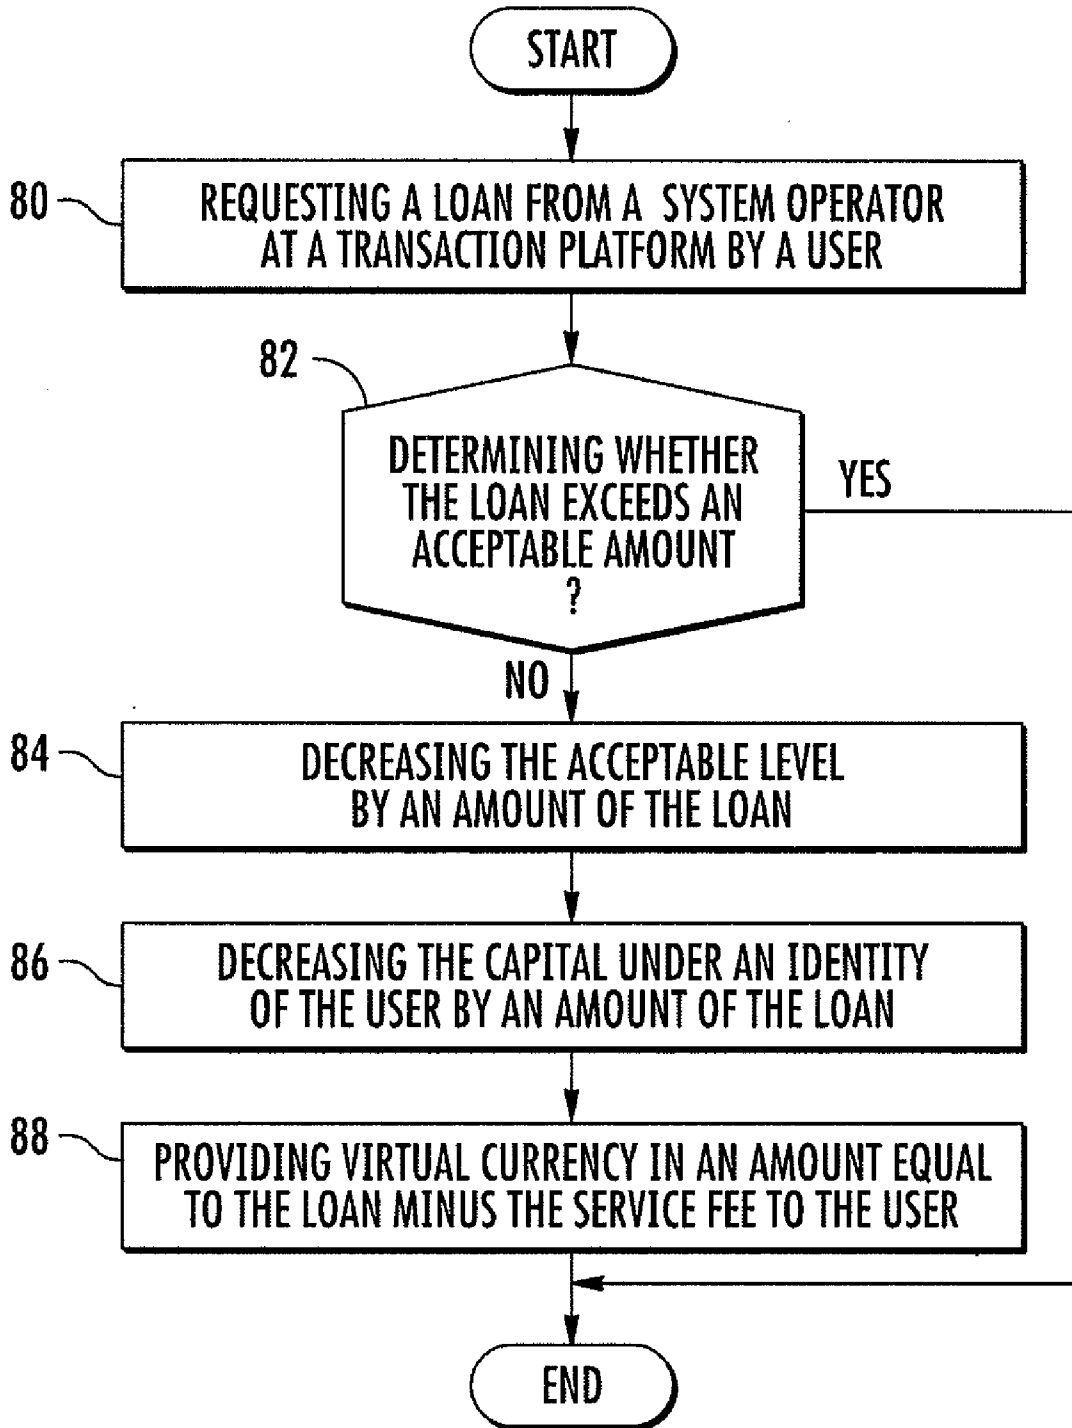 START
80
REQUESTING A LOAN FROM A SYSTEM OPERATOR
AT A TRANSACTION PLATFORM BY A USER
82
DETERMINING WHETHER
THE LOAN EXCEEDS AN
ACCEPTABLE AMOUNT
?
YES
NO
84
DECREASING THE ACCEPTABLE LEVEL
BY AN AMOUNT OF THE LOAN
86
DECREASING THE CAPITAL UNDER AN IDENTITY
OF THE USER BY AN AMOUNT OF THE LOAN
88
PROVIDING VIRTUAL CURRENCY IN AN AMOUNT EQUAL
TO THE LOAN MINUS THE SERVICE FEE TO THE USER
END